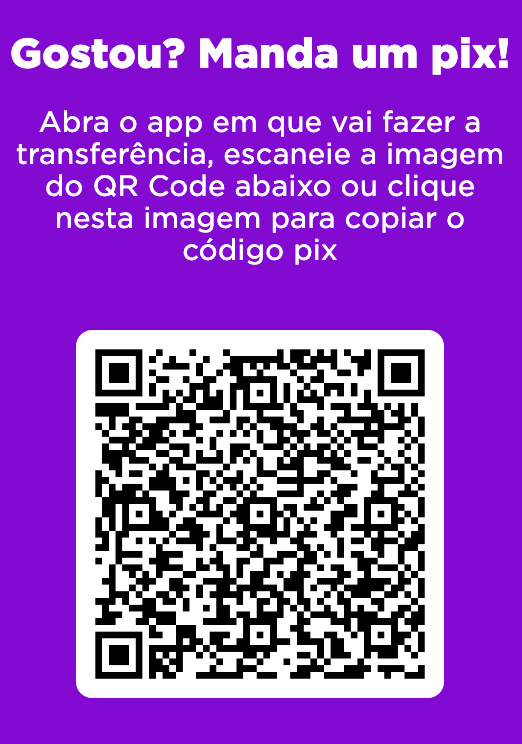 Gostou? Manda um pix!
Abra o app em que vai fazer a
transferência, escaneie a imagem
do QR Code abaixo ou clique
nesta imagem para copiar o
código pix